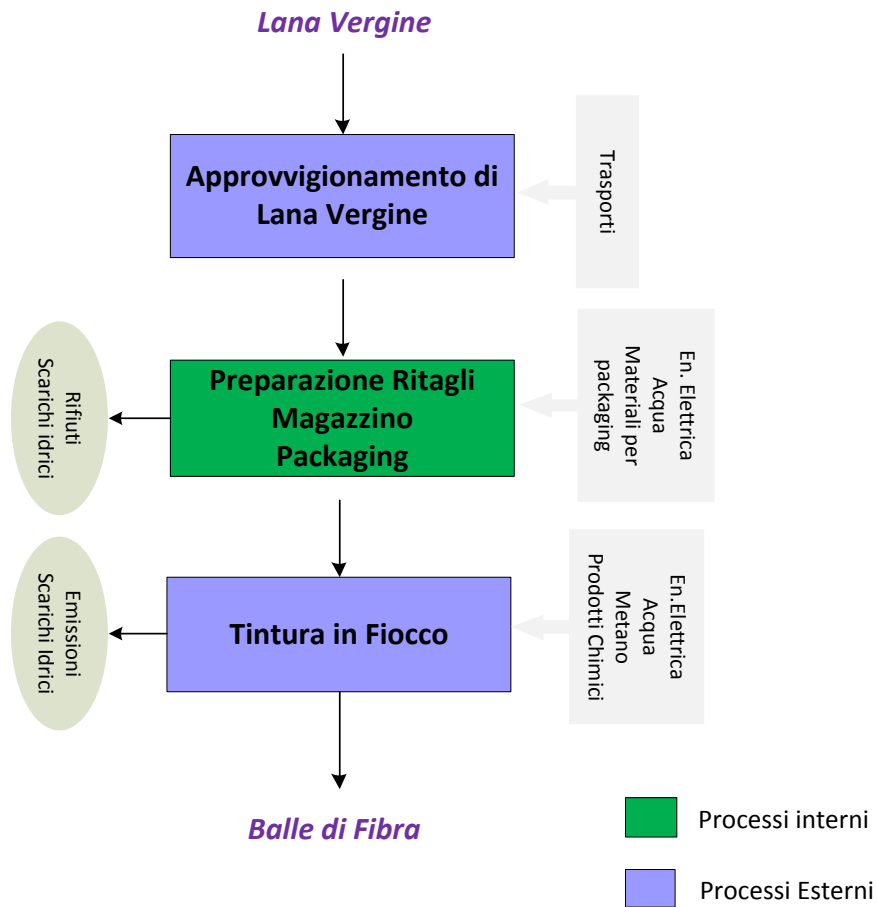 Lana Vergine
Approvvigionamento di
Lana Vergine
Trasporti
Preparazione Ritagli
Magazzino
Packaging
Rifiuti
Scarichi idrici
En. Elettrica
Acqua
Materiali per
packaging
Tintura in Fiocco
Emissioni
Scarichi Idrici
En.Elettrica
Acqua
Metano
Prodotti Chimici
Balle di Fibra
Processi interni
Processi Esterni